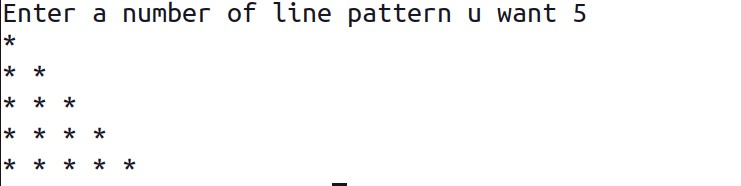 Enter a number of line pattern u want 5
*
* *
* * *
* * * *
* * * * *